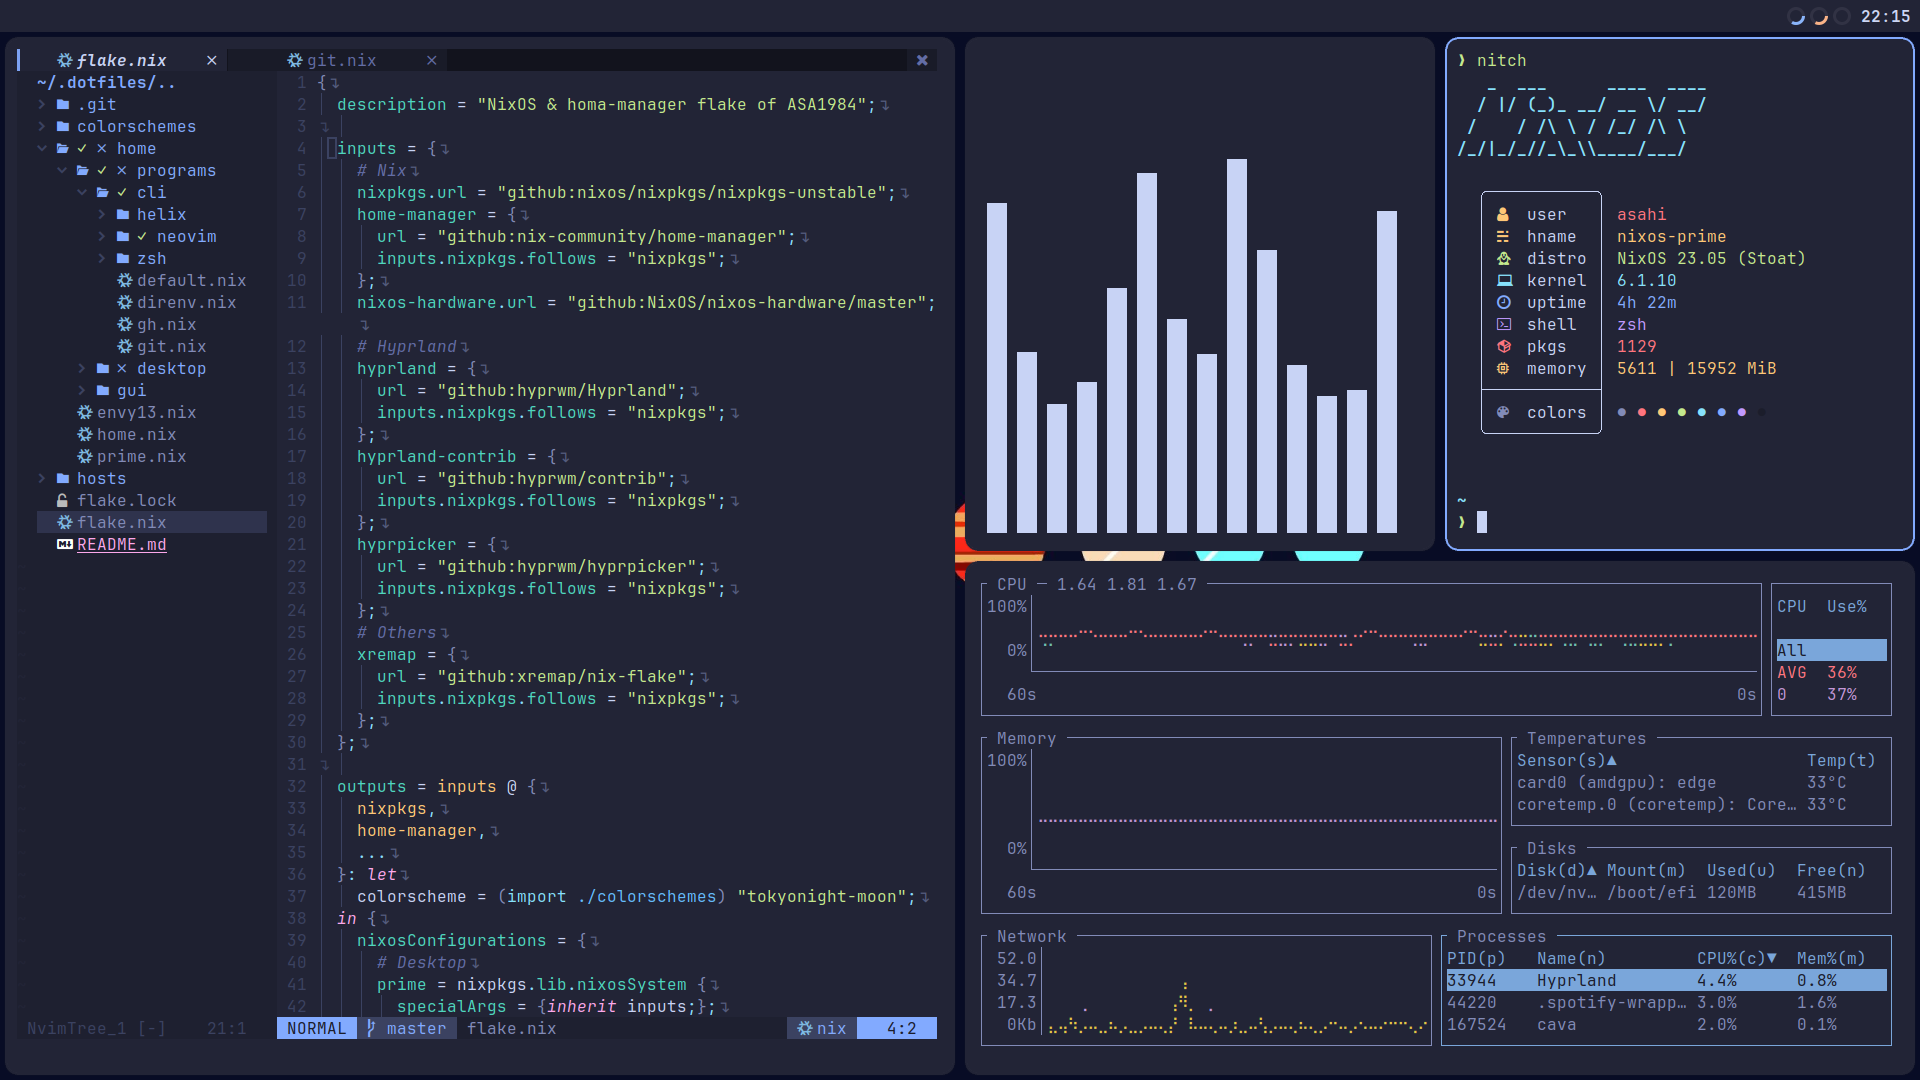 22:15
flake.nix ×
git.nix ×
~/.dotfiles/..
.git
colorschemes
home
programs
cli
helix
neovim
zsh
default.nix
direnv.nix
gh.nix
git.nix
desktop
gui
envy13.nix
home.nix
prime.nix
hosts
flake.lock
flake.nix
README.md
NvimTree_1 [-] 21:1
1 {
2 description = "NixOS & homa-manager flake of ASA1984";
3
4 inputs = {
5 # Nix
6 nixpkgs.url = "github:nixos/nixpkgs/nixpkgs-unstable";
7 home-manager = {
8 url = "github:nix-community/home-manager";
9 inputs.nixpkgs.follows = "nixpkgs";
10 };
11 nixos-hardware.url = "github:NixOS/nixos-hardware/master";
12 # Hyprland
13 hyprland = {
14 url = "github:hyprwm/Hyprland";
15 inputs.nixpkgs.follows = "nixpkgs";
16 };
17 hyprland-contrib = {
18 url = "github:hyprwm/contrib";
19 inputs.nixpkgs.follows = "nixpkgs";
20 };
21 hyprpicker = {
22 url = "github:hyprwm/hyprpicker";
23 inputs.nixpkgs.follows = "nixpkgs";
24 };
25 # Others
26 xremap = {
27 url = "github:xremap/nix-flake";
28 inputs.nixpkgs.follows = "nixpkgs";
29 };
30 };
31
32 outputs = inputs @ {
33 nixpkgs,
34 home-manager,
35 ...
36 }: let
37 colorscheme = (import ./colorschemes) "tokyonight-moon";
38 in {
39 nixosConfigurations = {
40 # Desktop
41 prime = nixpkgs.lib.nixosSystem {
42 specialArgs = {inherit inputs;};
NORMAL master flake.nix nix 4:2
❱ nitch
user asahi
hname nixos-prime
distro NixOS 23.05 (Stoat)
kernel 6.1.10
uptime 4h 22m
shell zsh
pkgs 1129
memory 5611 | 15952 MiB
colors
~
❱
CPU — 1.64 1.81 1.67
100%
0%
60s 0s
CPU Use%
All
AVG 36%
0 37%
Memory
100%
0%
60s 0s
Temperatures
Sensor(s)▲ Temp(t)
card0 (amdgpu): edge 33°C
coretemp.0 (coretemp): Core… 33°C
Disks
Disk(d)▲ Mount(m) Used(u) Free(n)
/dev/nv… /boot/efi 120MB 415MB
Network
52.0
34.7
17.3
0Kb
Processes
PID(p) Name(n) CPU%(c)▼ Mem%(m)
33944 Hyprland 4.4% 0.8%
44220 .spotify-wrapp… 3.0% 1.6%
167524 cava 2.0% 0.1%